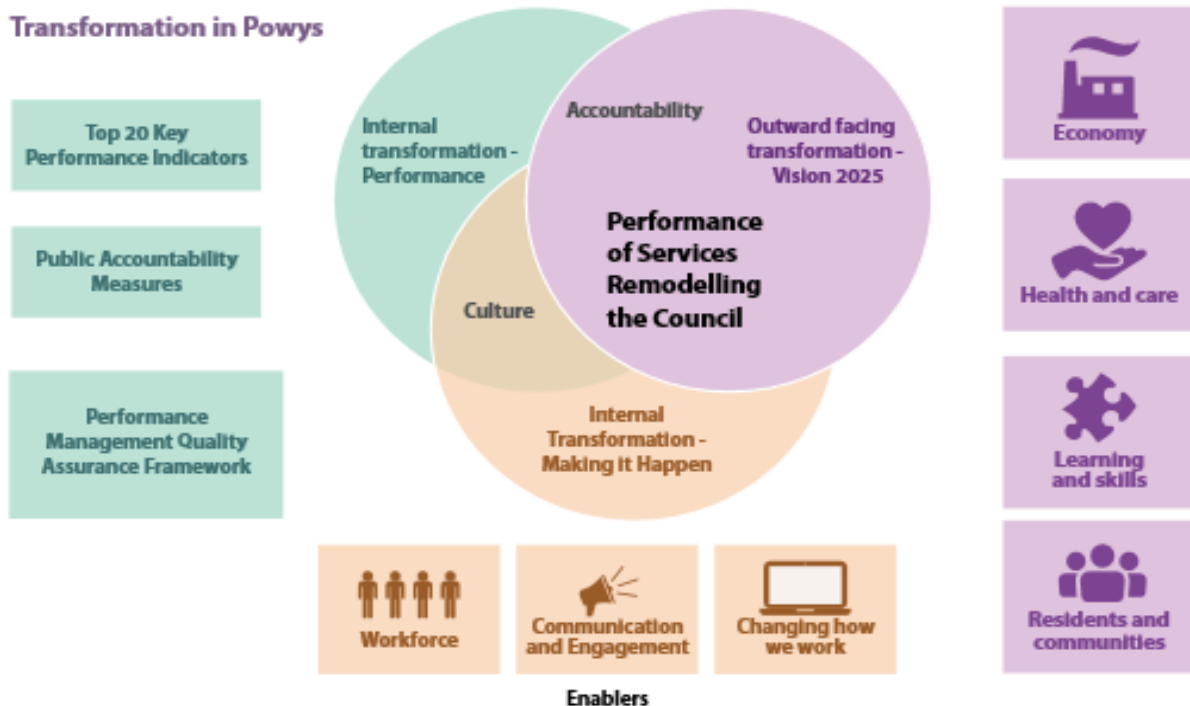 Transformation in Powys
Top 20 Key
Performance Indicators
Public Accountability
Measures
Performance
Management Quality
Assurance Framework
Internal
transformation -
Performance
Accountability
Outward facing
transformation -
Vision 2025
Performance
of Services
Remodelling
the Council
Culture
Internal
Transformation -
Making it Happen
Workforce
Communication
and Engagement
Changing how
we work
Enablers
Economy
Health and care
Learning
and skills
Residents and
communities